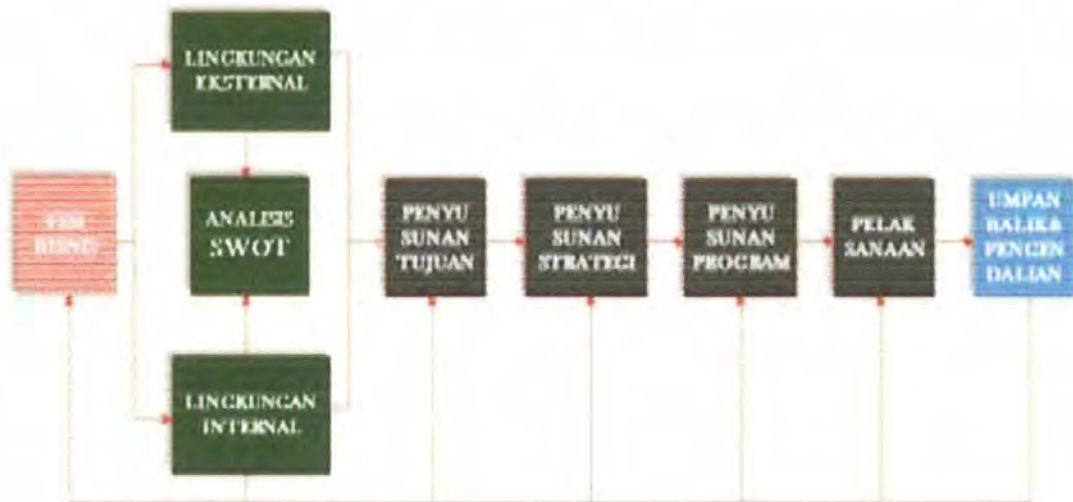 LINGKUNGAN
EKSTERNAL
ANALISIS
SWOT
LINGKUNGAN
INTERNAL
PENYU
SUNAN
TUJUAN
PENYU
SUNAN
STRATEGI
PENYU
SUNAN
PROGRAM
PELAK
SANAAN
UMPAN
BALIK &
PENGEN
DALIAN